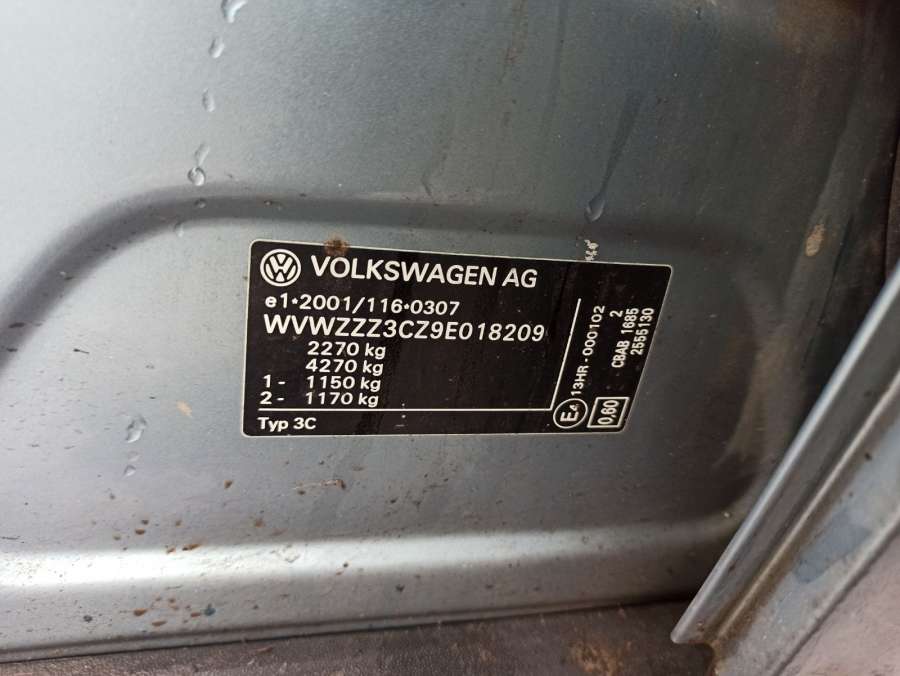 VOLKSWAGEN AG
e1*2001/116*0307
WVWZZZ3CZ9E018209
2270 kg
4270 kg
1- 1150 kg
2- 1170 kg
Typ 3C
13HR-000102
E4
0,60
2
CBAB 1685
2555130